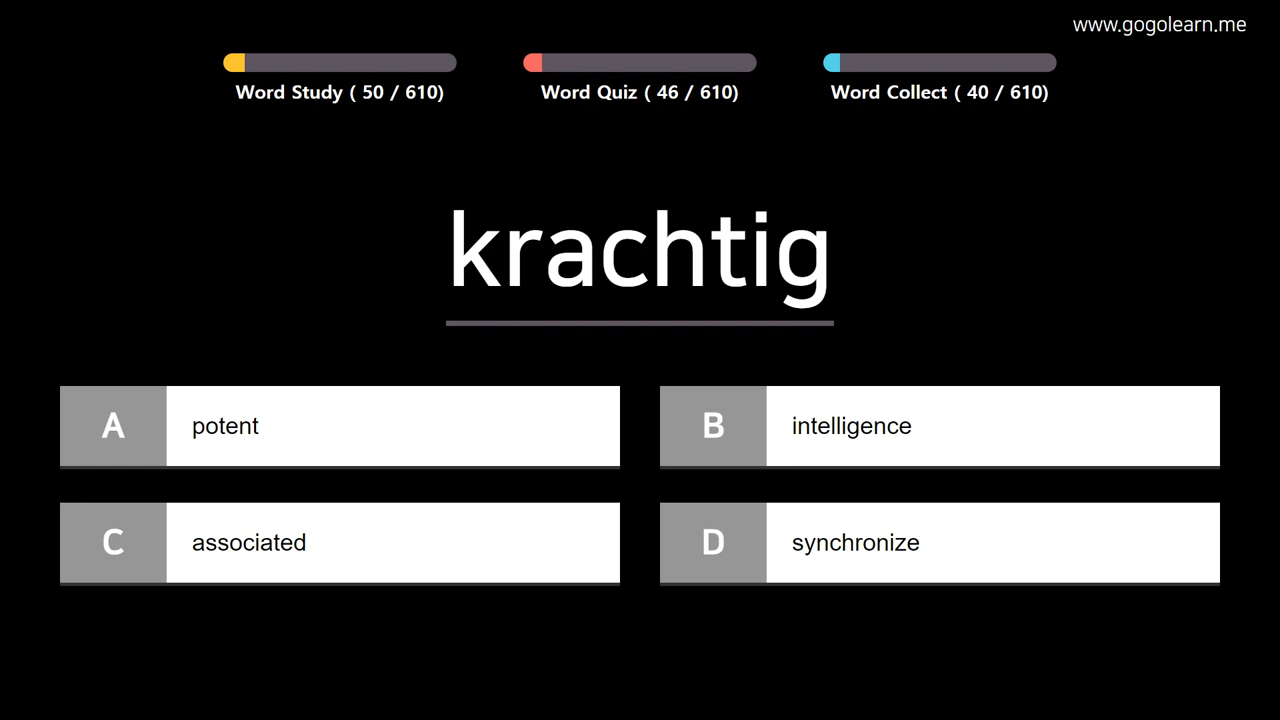 www.gogolearn.me
Word Study ( 50 / 610)
Word Quiz ( 46 / 610)
Word Collect ( 40 / 610)
krachtig
A potent
B intelligence
C associated
D synchronize